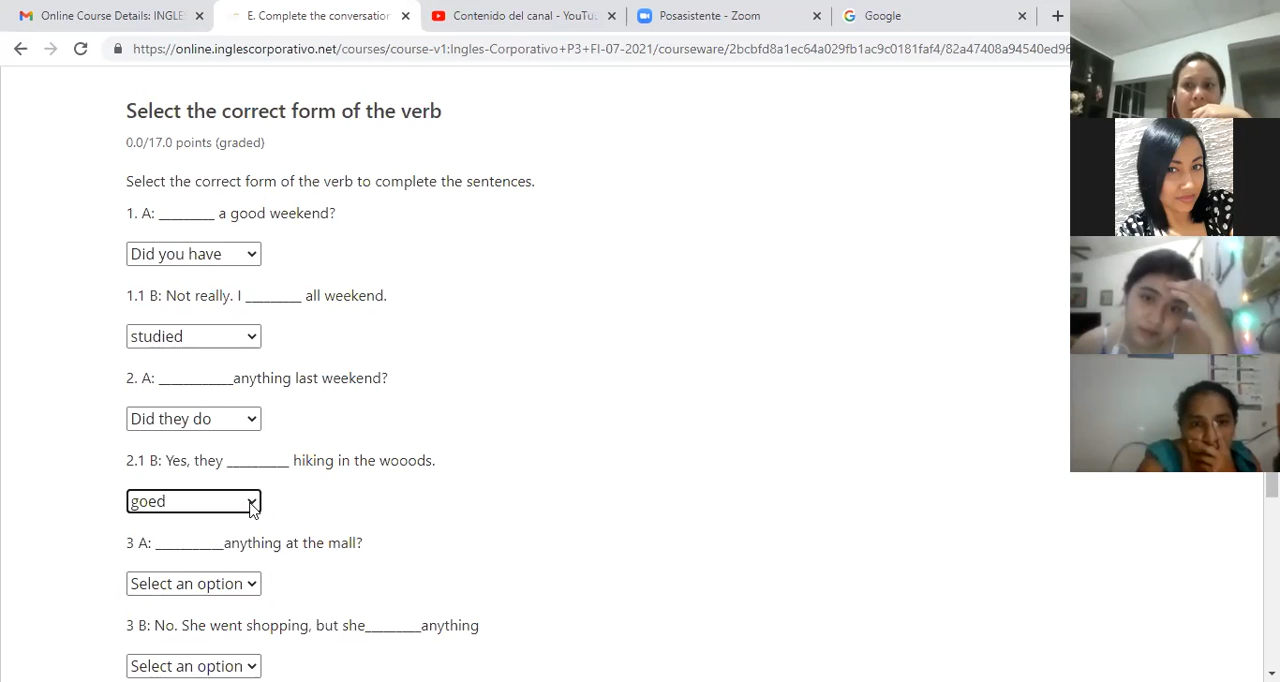 Online Course Details: INGLE
E. Complete the conversation
Contenido del canal - YouTu
Posasistente - Zoom
Google
https://online.inglescorporativo.net/courses/course-v1:Ingles-Corporativo+P3+FI-07-2021/courseware/2bcbfd8a1ec64a029fb1ac9c0181faf4/82a47408a94540ed96
Select the correct form of the verb
0.0/17.0 points (graded)
Select the correct form of the verb to complete the sentences.
1. A: ________ a good weekend?
Did you have
1.1 B: Not really. I ________ all weekend.
studied
2. A: ___________anything last weekend?
Did they do
2.1 B: Yes, they _________ hiking in the wooods.
goed
3 A: __________anything at the mall?
Select an option
3 B: No. She went shopping, but she________anything
Select an option